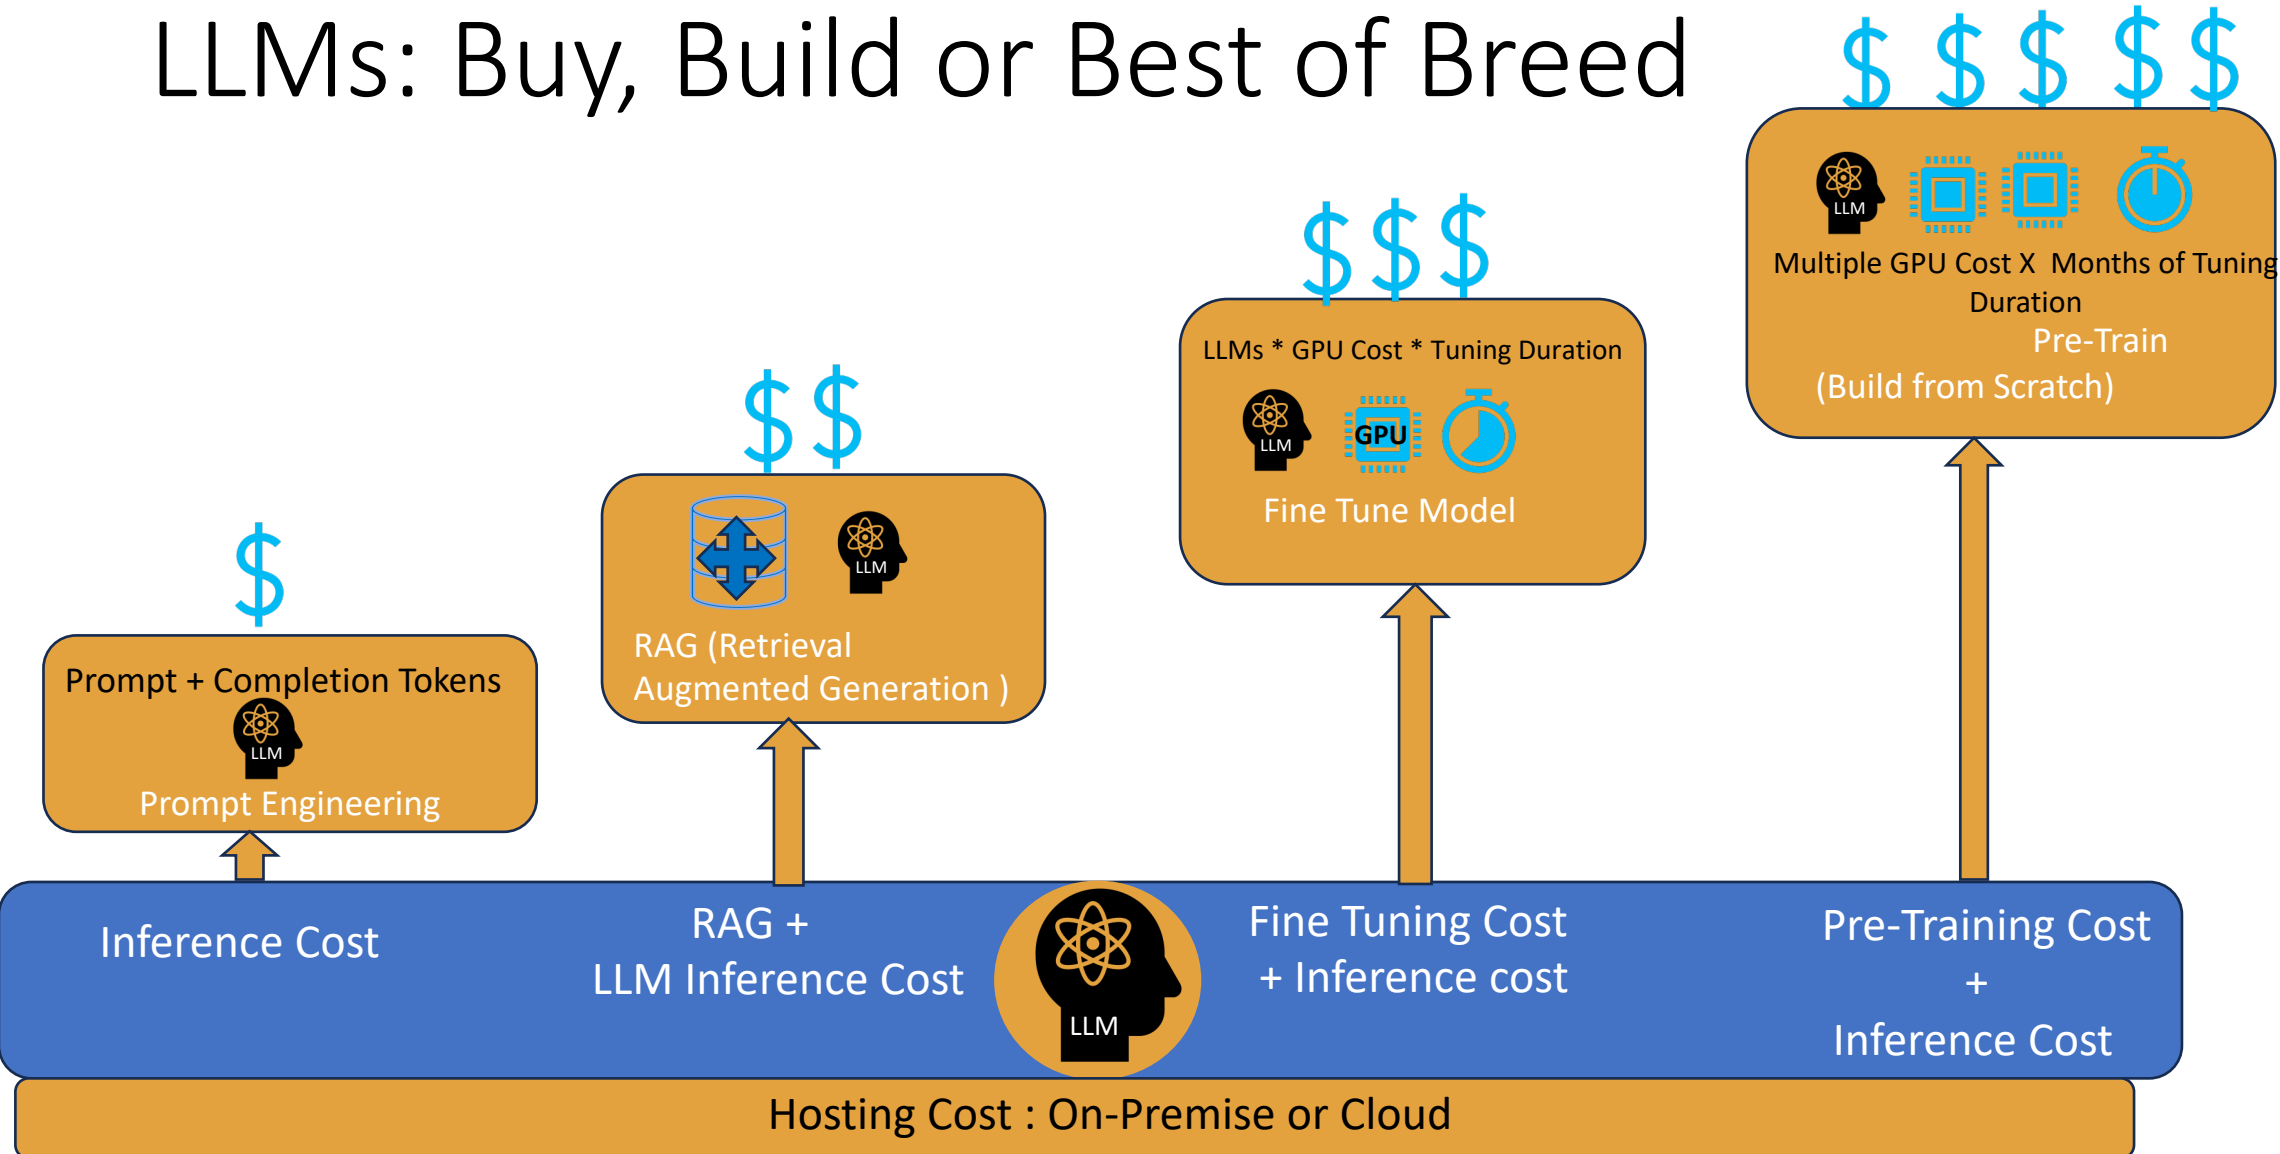 LLMs: Buy, Build or Best of Breed
$ $ $ $ $
LLM
Multiple GPU Cost X  Months of Tuning
Duration
Pre-Train
(Build from Scratch)
$ $ $
LLMs * GPU Cost * Tuning Duration
LLM
GPU
Fine Tune Model
$ $
LLM
RAG (Retrieval
Augmented Generation )
$
Prompt + Completion Tokens
LLM
Prompt Engineering
Inference Cost
RAG +
LLM Inference Cost
LLM
Fine Tuning Cost
+ Inference cost
Pre-Training Cost
+
Inference Cost
Hosting Cost : On-Premise or Cloud